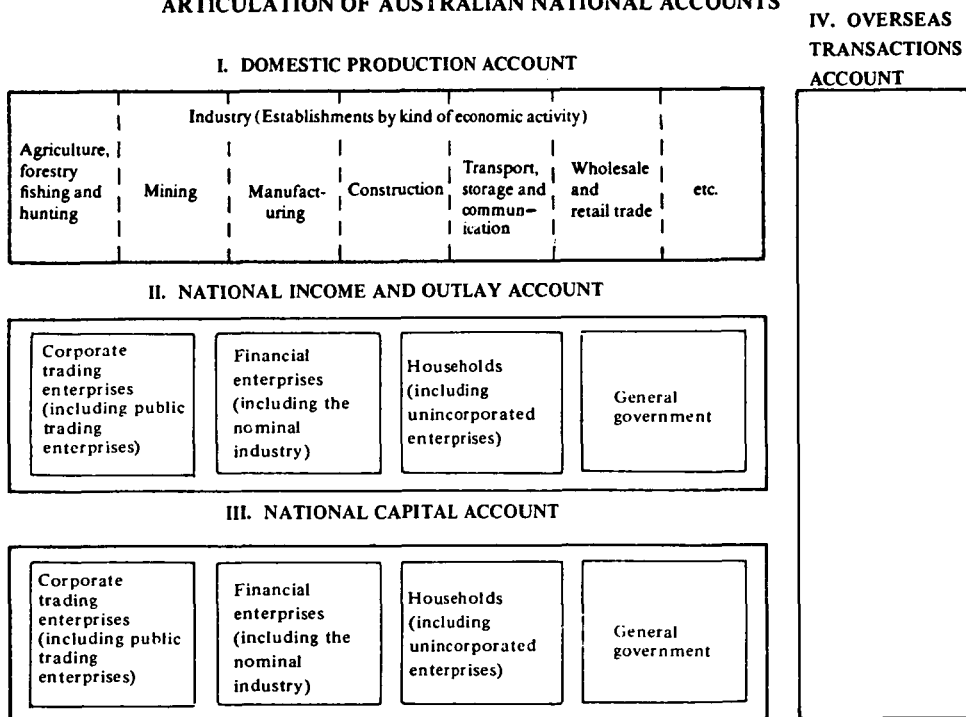 ARTICULATION OF AUSTRALIAN NATIONAL ACCOUNTS
IV. OVERSEAS
TRANSACTIONS
ACCOUNT
I. DOMESTIC PRODUCTION ACCOUNT
Industry (Establishments by kind of economic activity)
Agriculture,
forestry
fishing and
hunting
Mining
Manufact-
uring
Construction
Transport,
storage and
commun-
ication
Wholesale
and
retail trade
etc.
II. NATIONAL INCOME AND OUTLAY ACCOUNT
Corporate
trading
enterprises
(including public
trading
enterprises)
Financial
enterprises
(including the
nominal
industry)
Households
(including
unincorporated
enterprises)
General
government
III. NATIONAL CAPITAL ACCOUNT
Corporate
trading
enterprises
(including public
trading
enterprises)
Financial
enterprises
(including the
nominal
industry)
Households
(including
unincorporated
enterprises)
General
government